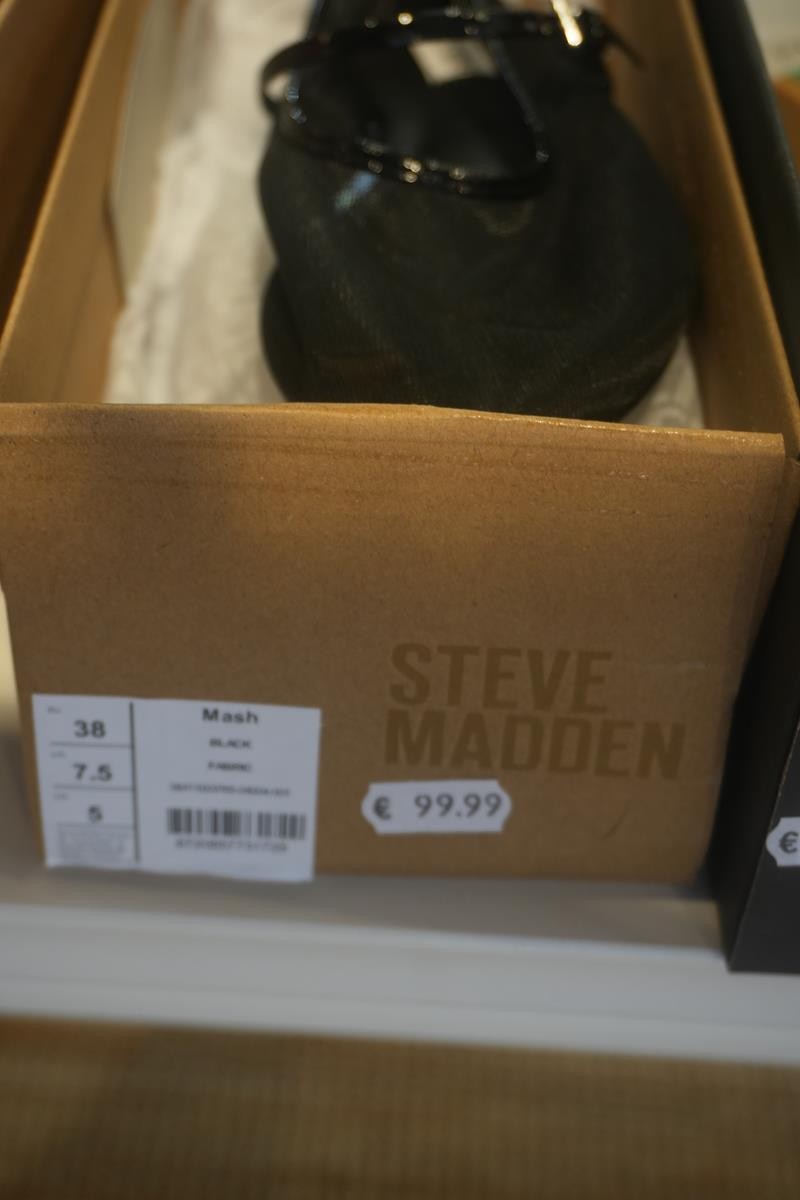 STEVE
MADDEN
€ 99.99
38
7.5
5
Mash
BLACK
FABRIC
€